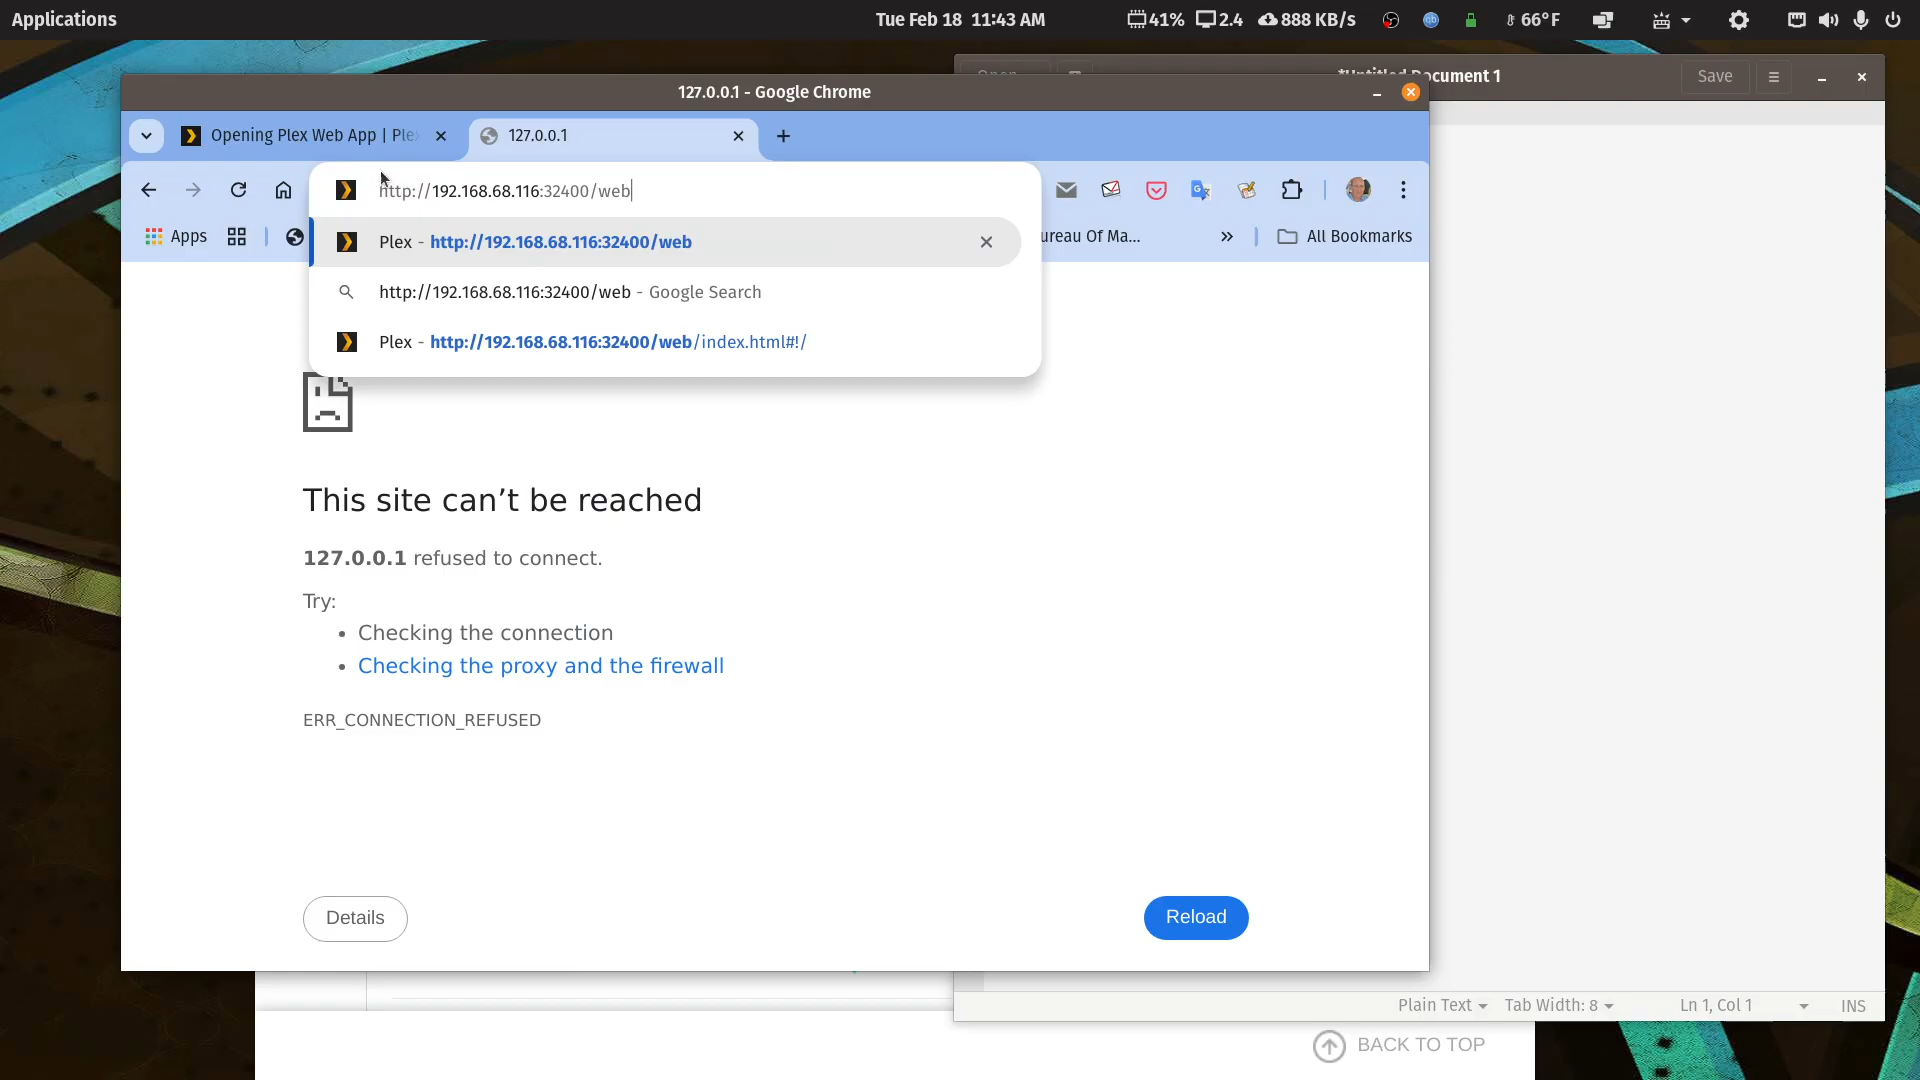 Applications
Tue Feb 18 11:43 AM
41%
2.4
888 KB/s
66°F
Document 1
Save
127.0.0.1 - Google Chrome
Opening Plex Web App | Ple
127.0.0.1
http://192.168.68.116:32400/web
Apps
ureau Of Ma...
All Bookmarks
Plex - http://192.168.68.116:32400/web
http://192.168.68.116:32400/web - Google Search
Plex - http://192.168.68.116:32400/web/index.html#!/
This site can’t be reached
127.0.0.1 refused to connect.
Try:
• Checking the connection
• Checking the proxy and the firewall
ERR_CONNECTION_REFUSED
Details
Reload
Plain Text
Tab Width: 8
Ln 1, Col 1
INS
BACK TO TOP